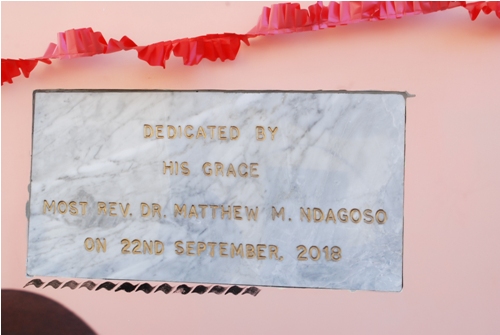 DEDICATED BY
HIS GRACE
MOST REV. DR. MATTHEW M. NDAGOSO
ON 22ND SEPTEMBER, 2018